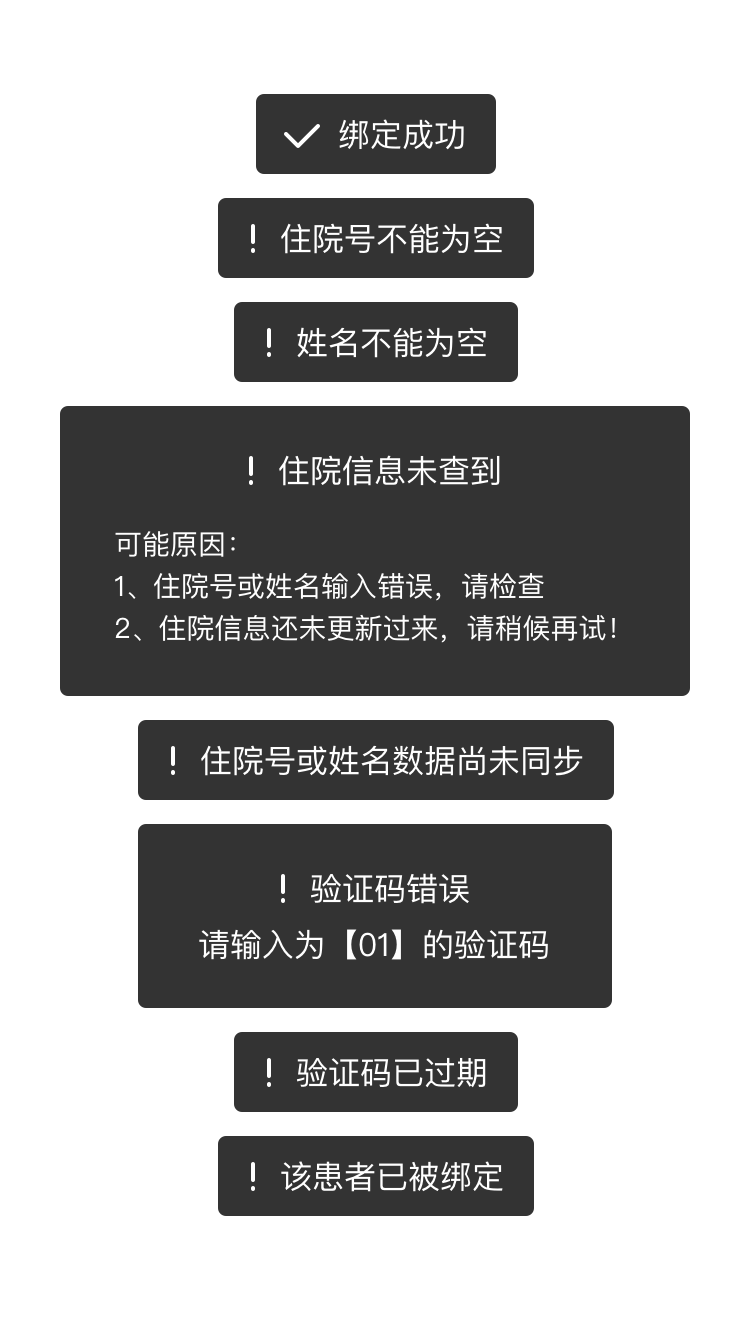 绑定成功
！住院号不能为空
！姓名不能为空
！住院信息未查到
可能原因：
1、住院号或姓名输入错误，请检查
2、住院信息还未更新过来，请稍候再试！
！住院号或姓名数据尚未同步
！验证码错误
请输入为【01】的验证码
！验证码已过期
！该患者已被绑定